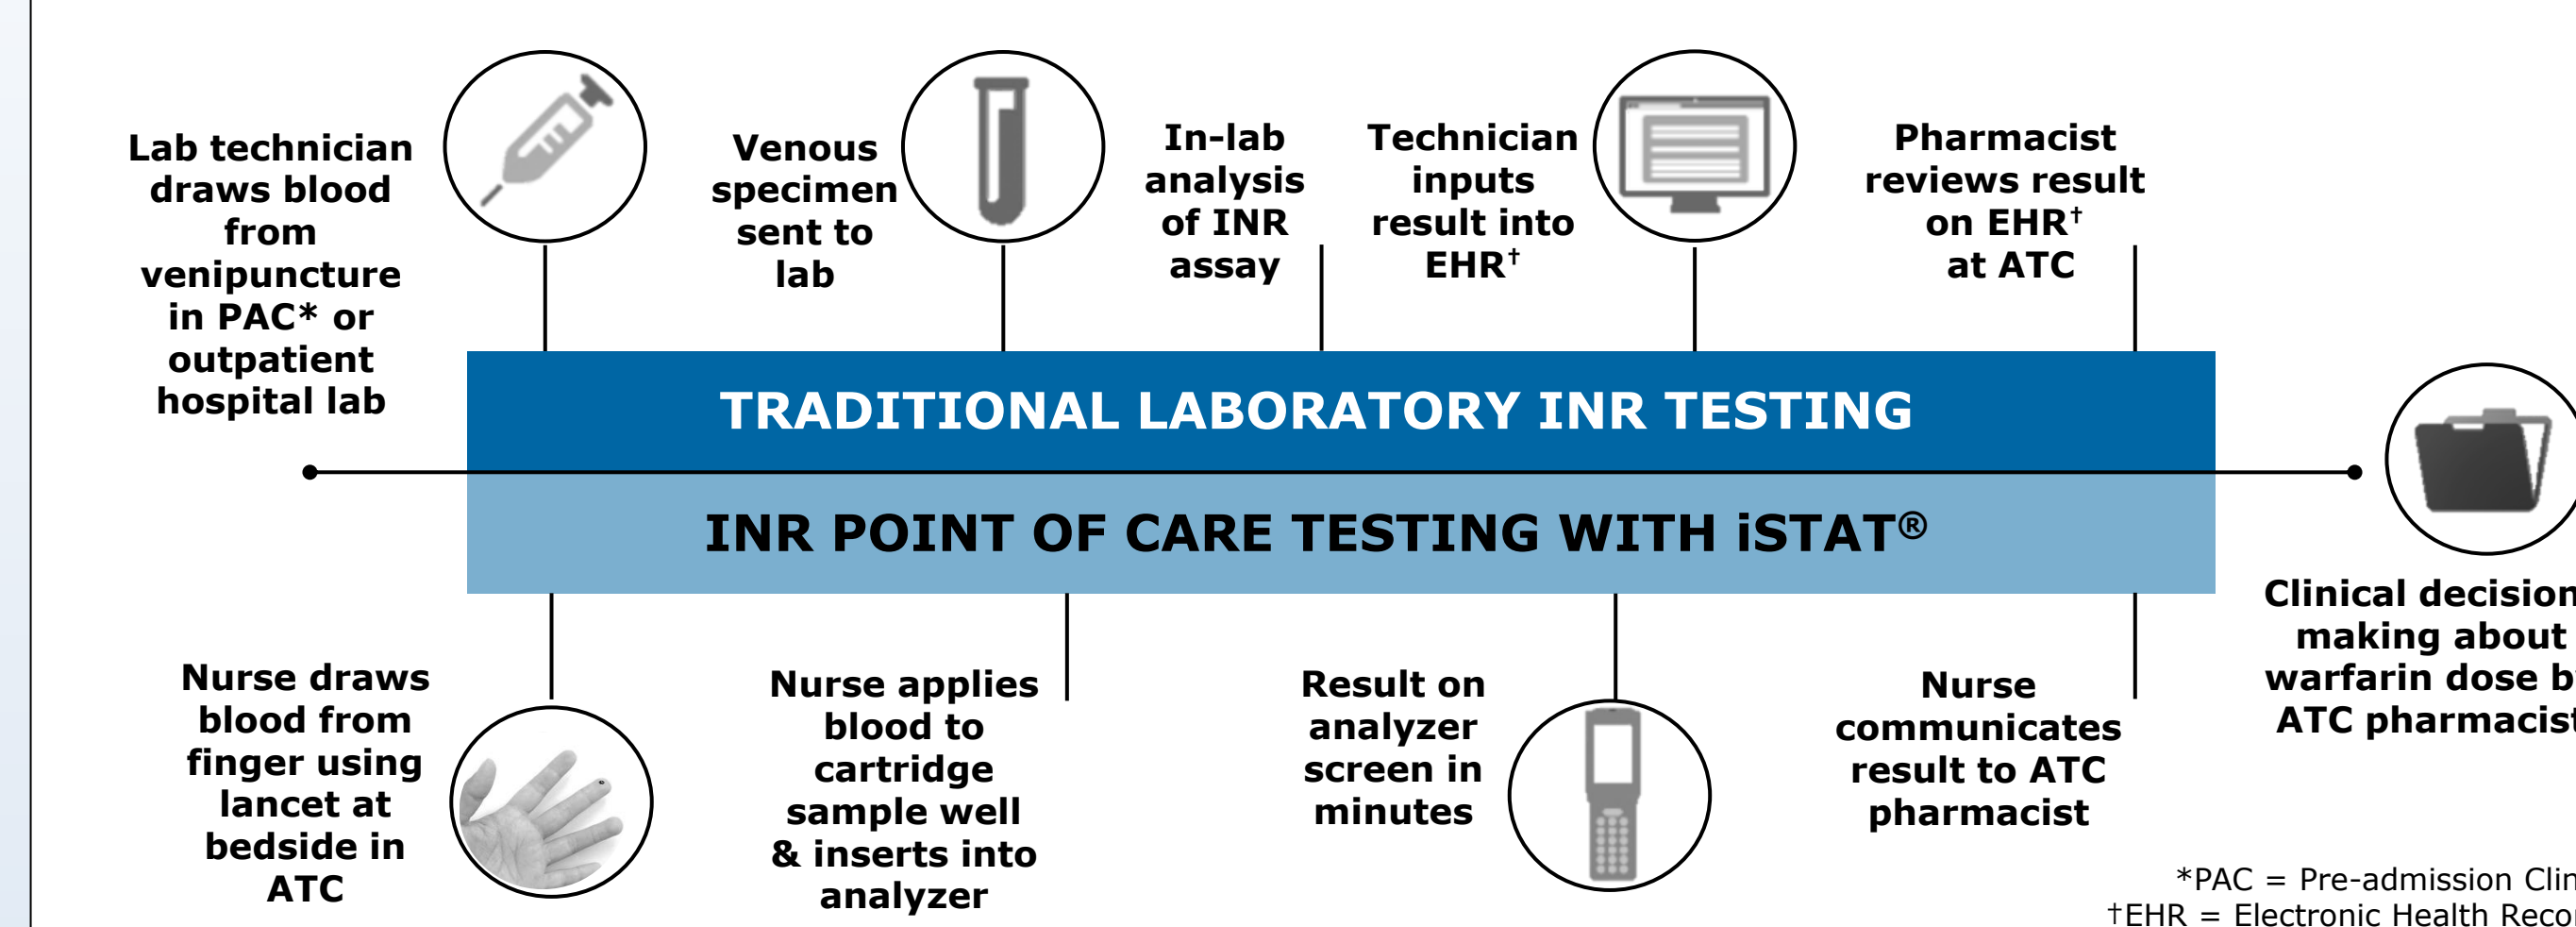 Lab technician
draws blood
from
venipuncture
in PAC* or
outpatient
hospital lab
Venous
specimen
sent to
lab
In-lab
analysis
of INR
assay
Technician
inputs
result into
EHR†
Pharmacist
reviews result
on EHR†
at ATC
TRADITIONAL LABORATORY INR TESTING
INR POINT OF CARE TESTING WITH iSTAT®
Nurse draws
blood from
finger using
lancet at
bedside in
ATC
Nurse applies
blood to
cartridge
sample well
& inserts into
analyzer
Result on
analyzer
screen in
minutes
Nurse
communicates
result to ATC
pharmacist
Clinical decision
making about
warfarin dose
ATC pharmacist
*PAC = Pre-admission
†EHR = Electronic Health